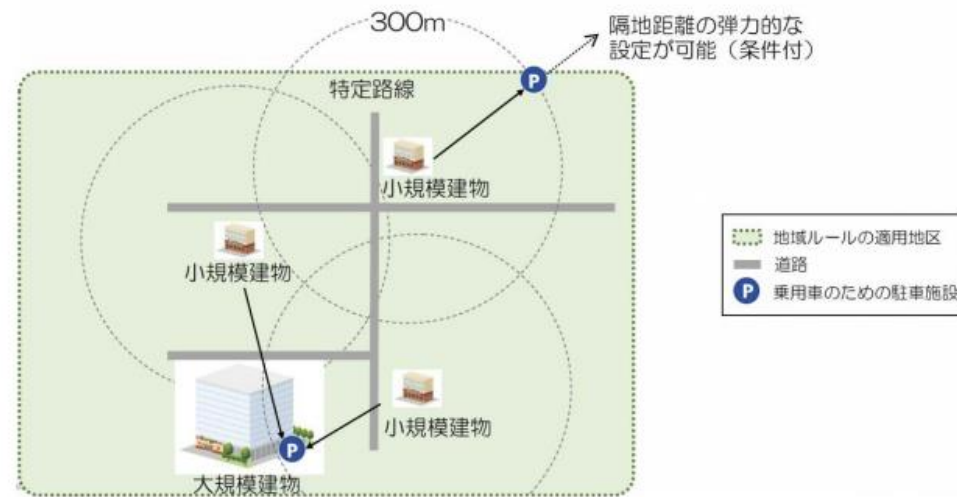 300m
隔地距離の弾力的な
設定が可能（条件付）
P
特定路線
小規模建物
小規模建物
小規模建物
P
大規模建物
地域ルールの適用地区
道路
P 乗用車のための駐車施設